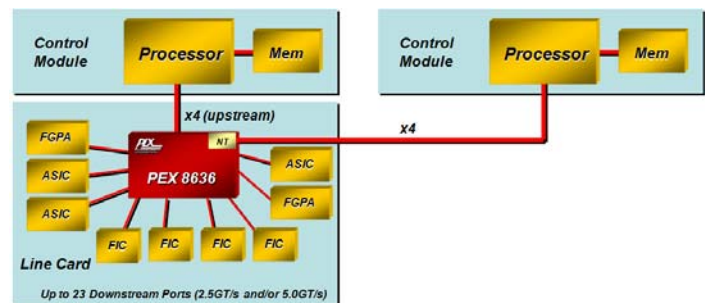 Control
Module
Processor
Mem
Control
Module
Processor
Mem
x4 (upstream)
x4
FGPA
ASIC
ASIC
PLX
NT
PEX 8636
ASIC
FGPA
FIC
FIC
FIC
FIC
Line Card
Up to 23 Downstream Ports (2.5GT/s and/or 5.0GT/s)